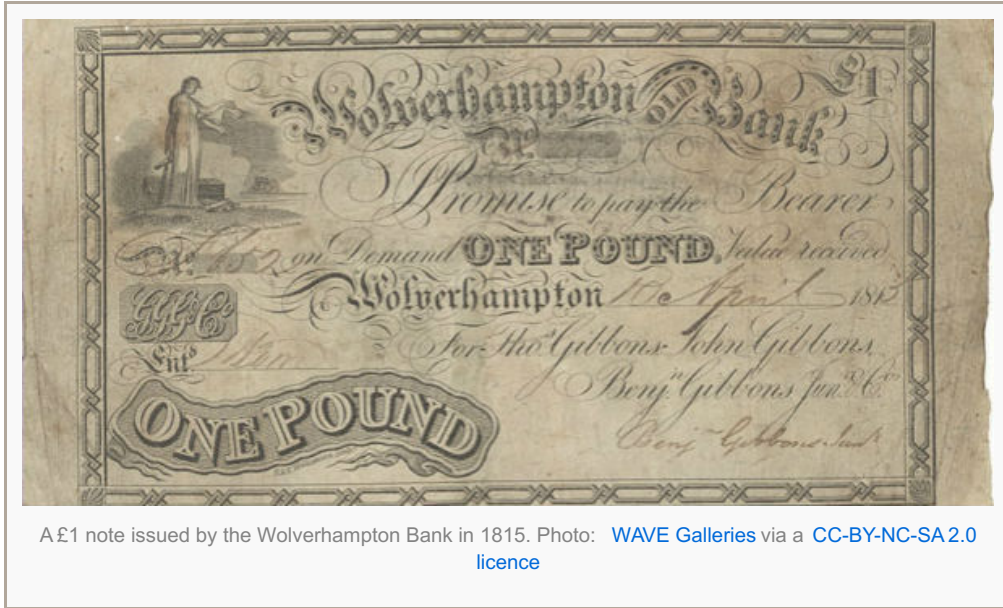 £1
Wolverhampton OLD Bank
No.
I Promise to pay the Bearer
on Demand ONE POUND, Value received
Wolverhampton 10 April 1815
GGG&Co
For Thos. Gibbons John Gibbons
Entd.
Benjn. Gibbons Junr. & Co.
ONE POUND
Benjn Gibbons Junr
A £1 note issued by the Wolverhampton Bank in 1815. Photo: WAVE Galleries via a CC-BY-NC-SA 2.0
licence